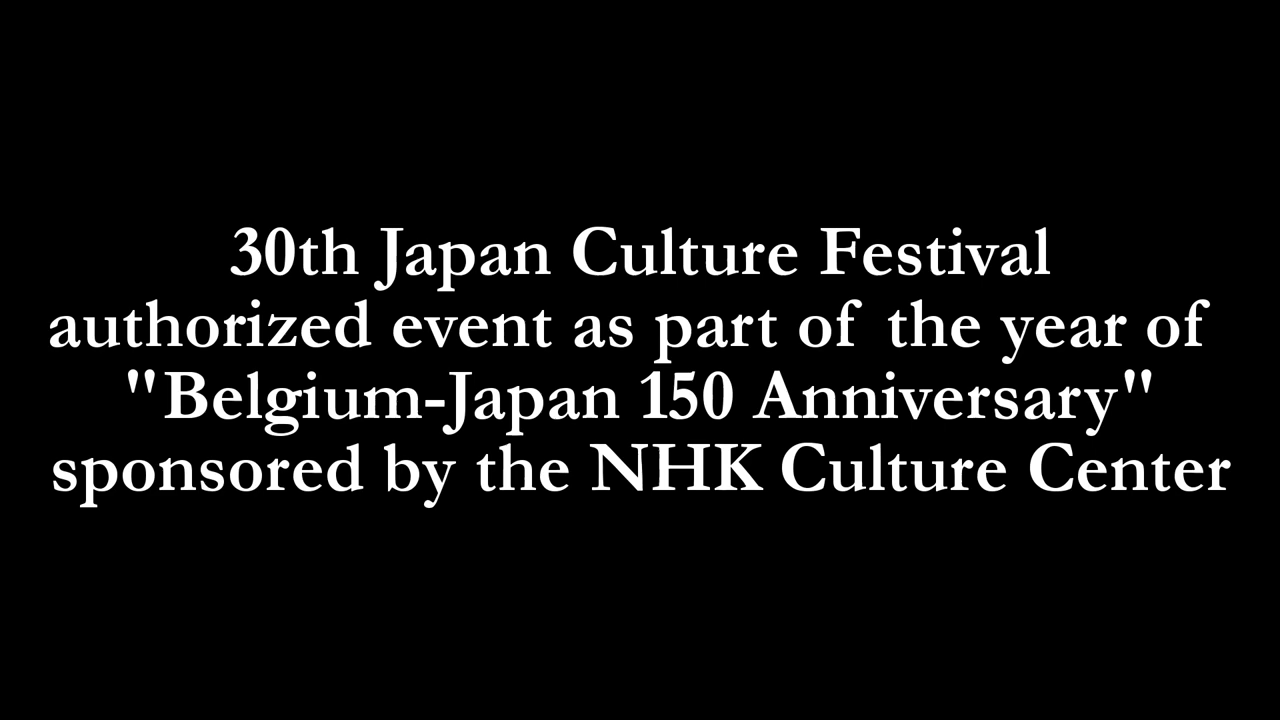 30th Japan Culture Festival
authorized event as part of the year of
"Belgium-Japan 150 Anniversary"
sponsored by the NHK Culture Center